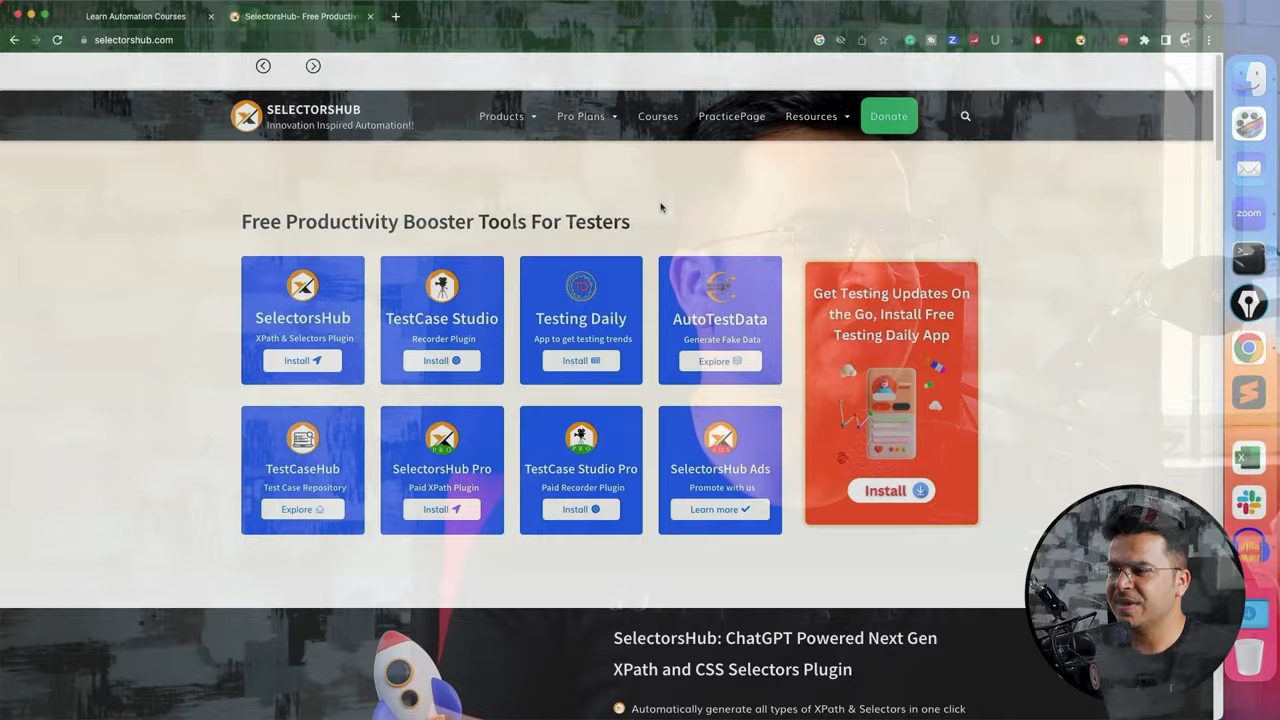 Learn Automation Courses
SelectorsHub- Free Productivi
selectorshub.com
SELECTORSHUB
Innovation Inspired Automation!!
Products
Pro Plans
Courses
PracticePage
Resources
Donate
Free Productivity Booster Tools For Testers
SelectorsHub
XPath & Selectors Plugin
Install
TestCase Studio
Recorder Plugin
Install
Testing Daily
App to get testing trends
Install
AutoTestData
Generate Fake Data
Explore
Get Testing Updates On
the Go, Install Free
Testing Daily App
Install
TestCaseHub
Test Case Repository
Explore
PRO
SelectorsHub Pro
Paid XPath Plugin
Install
PRO
TestCase Studio Pro
Paid Recorder Plugin
Install
ADS
SelectorsHub Ads
Promote with us
Learn more
zoom
SelectorsHub: ChatGPT Powered Next Gen
XPath and CSS Selectors Plugin
Automatically generate all types of XPath & Selectors in one click